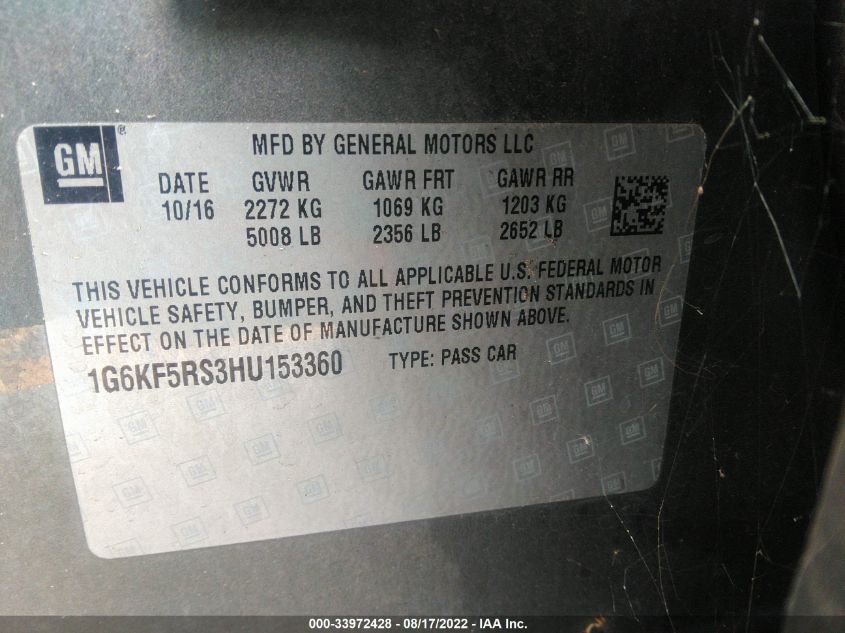 GM ®
MFD BY GENERAL MOTORS LLC
DATE GVWR GAWR FRT GAWR RR
10/16 2272 KG 1069 KG 1203 KG
5008 LB 2356 LB 2652 LB
THIS VEHICLE CONFORMS TO ALL APPLICABLE U.S. FEDERAL MOTOR
VEHICLE SAFETY, BUMPER, AND THEFT PREVENTION STANDARDS IN
EFFECT ON THE DATE OF MANUFACTURE SHOWN ABOVE.
1G6KF5RS3HU153360 TYPE: PASS CAR
000-33972428 - 08/17/2022 - IAA Inc.